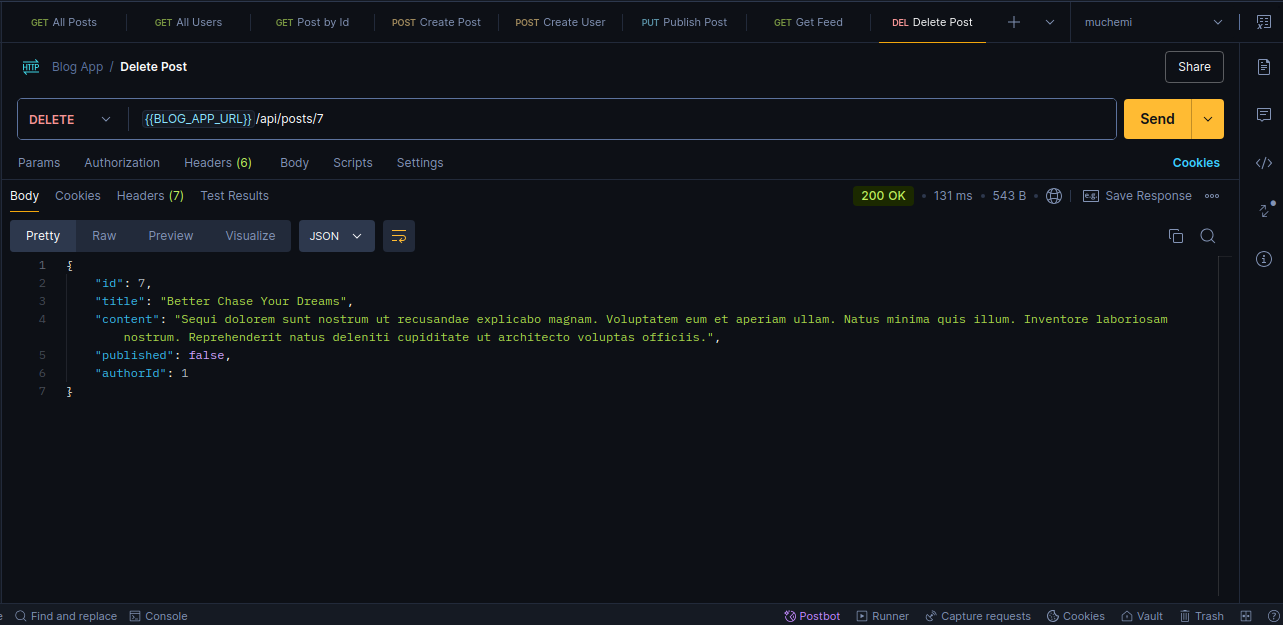 GET All Posts GET All Users GET Post by Id POST Create Post POST Create User PUT Publish Post GET Get Feed DEL Delete Post muchemi
HTTP Blog App / Delete Post Share
DELETE {{BLOG_APP_URL}} /api/posts/7 Send
Params Authorization Headers (6) Body Scripts Settings Cookies
Body Cookies Headers (7) Test Results 200 OK • 131 ms • 543 B • e.g. Save Response
Pretty Raw Preview Visualize JSON
1 {
2 "id": 7,
3 "title": "Better Chase Your Dreams",
4 "content": "Sequi dolorem sunt nostrum ut recusandae explicabo magnam. Voluptatem eum et aperiam ullam. Natus minima quis illum. Inventore laboriosam
nostrum. Reprehenderit natus deleniti cupiditate ut architecto voluptas officiis.",
5 "published": false,
6 "authorId": 1
7 }
Find and replace Console Postbot Runner Capture requests Cookies Vault Trash